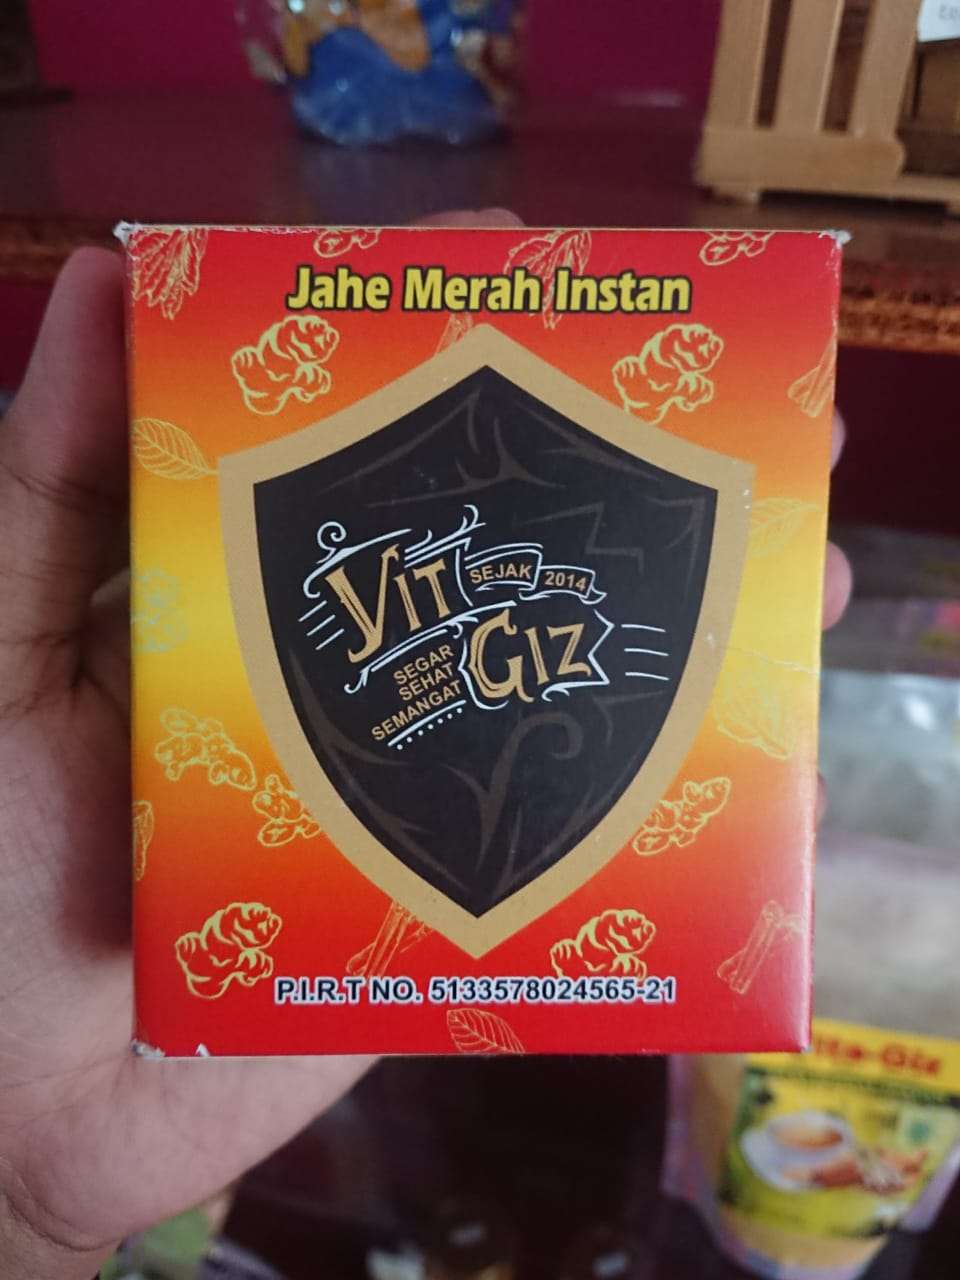 Jahe Merah Instan
VIT
SEJAK 2014
GIZ
SEGAR
SEHAT
SEMANGAT
P.I.R.T NO. 5133578024565-21